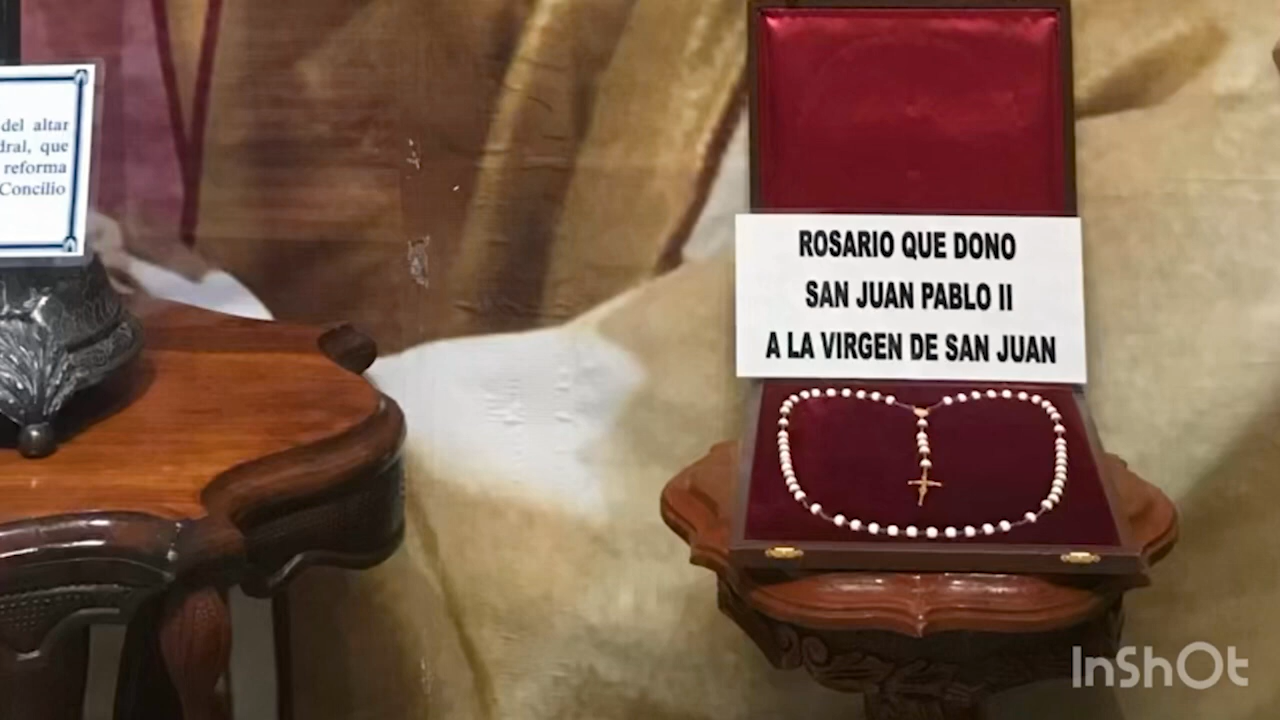 del altar
dral, que
reforma
Concilio
ROSARIO QUE DONO
SAN JUAN PABLO II
A LA VIRGEN DE SAN JUAN
InShOt